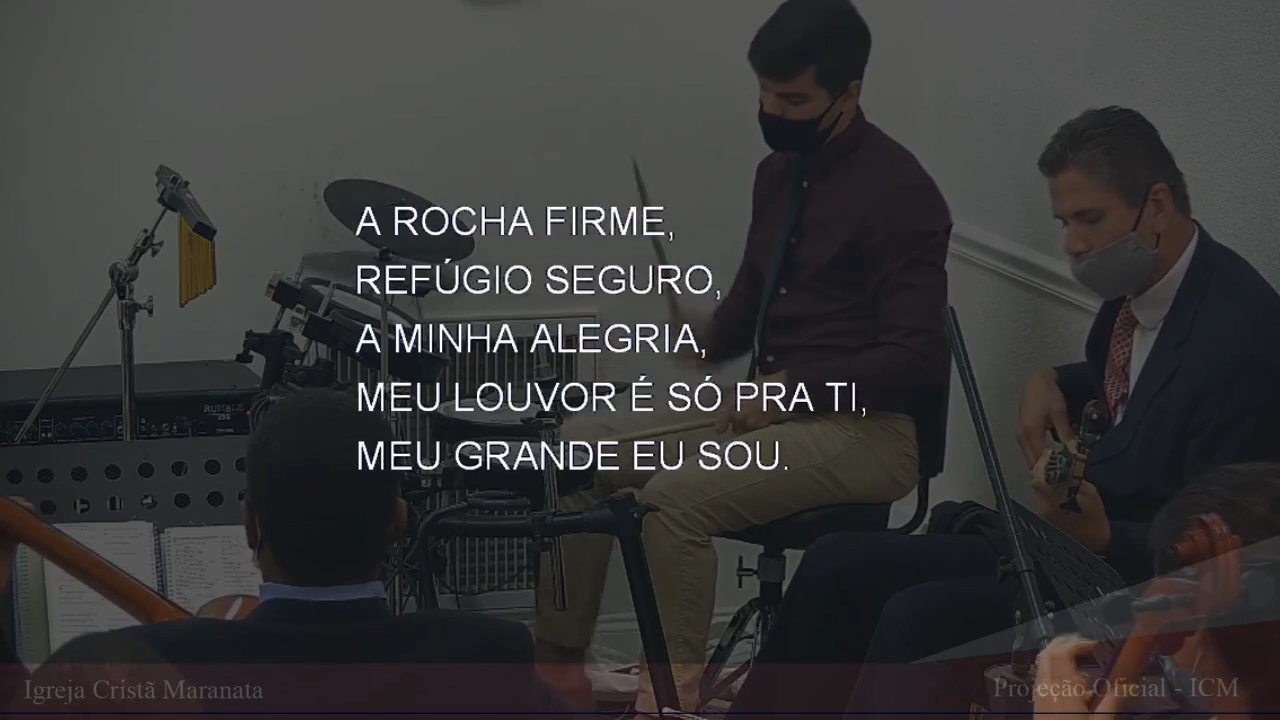 A ROCHA FIRME,
REFÚGIO SEGURO,
A MINHA ALEGRIA,
MEU LOUVOR É SÓ PRA TI,
MEU GRANDE EU SOU.
RUMBLE
Igreja Cristã Maranata
Projeção Oficial - ICM